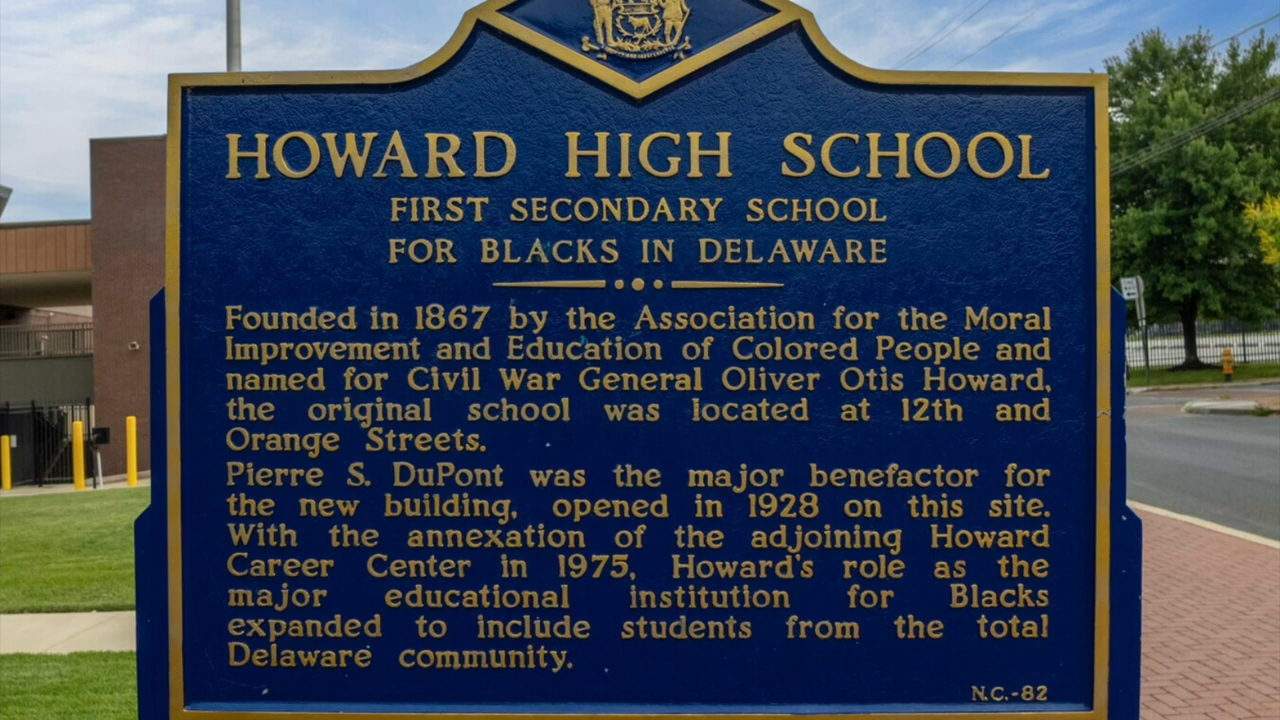 HOWARD HIGH SCHOOL
FIRST SECONDARY SCHOOL
FOR BLACKS IN DELAWARE
Founded in 1867 by the Association for the Moral
Improvement and Education of Colored People and
named for Civil War General Oliver Otis Howard,
the original school was located at 12th and
Orange Streets.
Pierre S. DuPont was the major benefactor for
the new building, opened in 1928 on this site.
With the annexation of the adjoining Howard
Career Center in 1975, Howard's role as the
major educational institution for Blacks
expanded to include students from the total
Delaware community.
N.C.-82